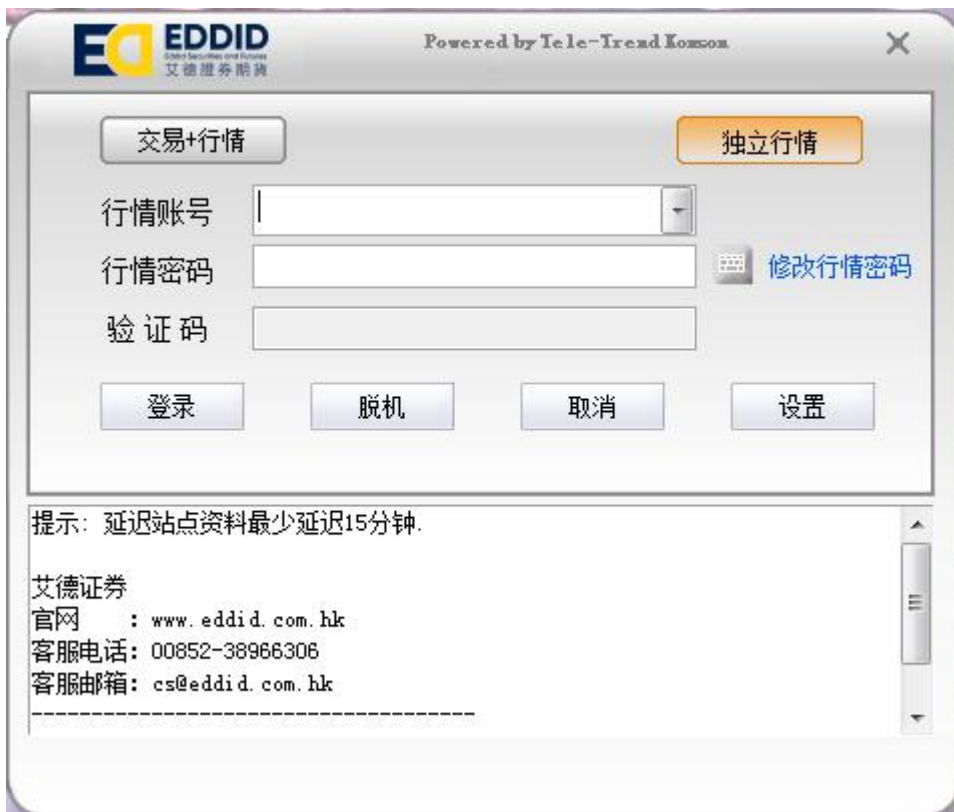 EDDID
Eddid Securities and Futures
艾德證券期貨
Powered by Tele-Trend Konson
交易+行情
独立行情
行情账号
行情密码
修改行情密码
验证码
登录
脱机
取消
设置
提示: 延迟站点资料最少延迟15分钟.
艾德证券
官网 : www.eddid.com.hk
客服电话: 00852-38966306
客服邮箱: cs@eddid.com.hk
-------------------------------------